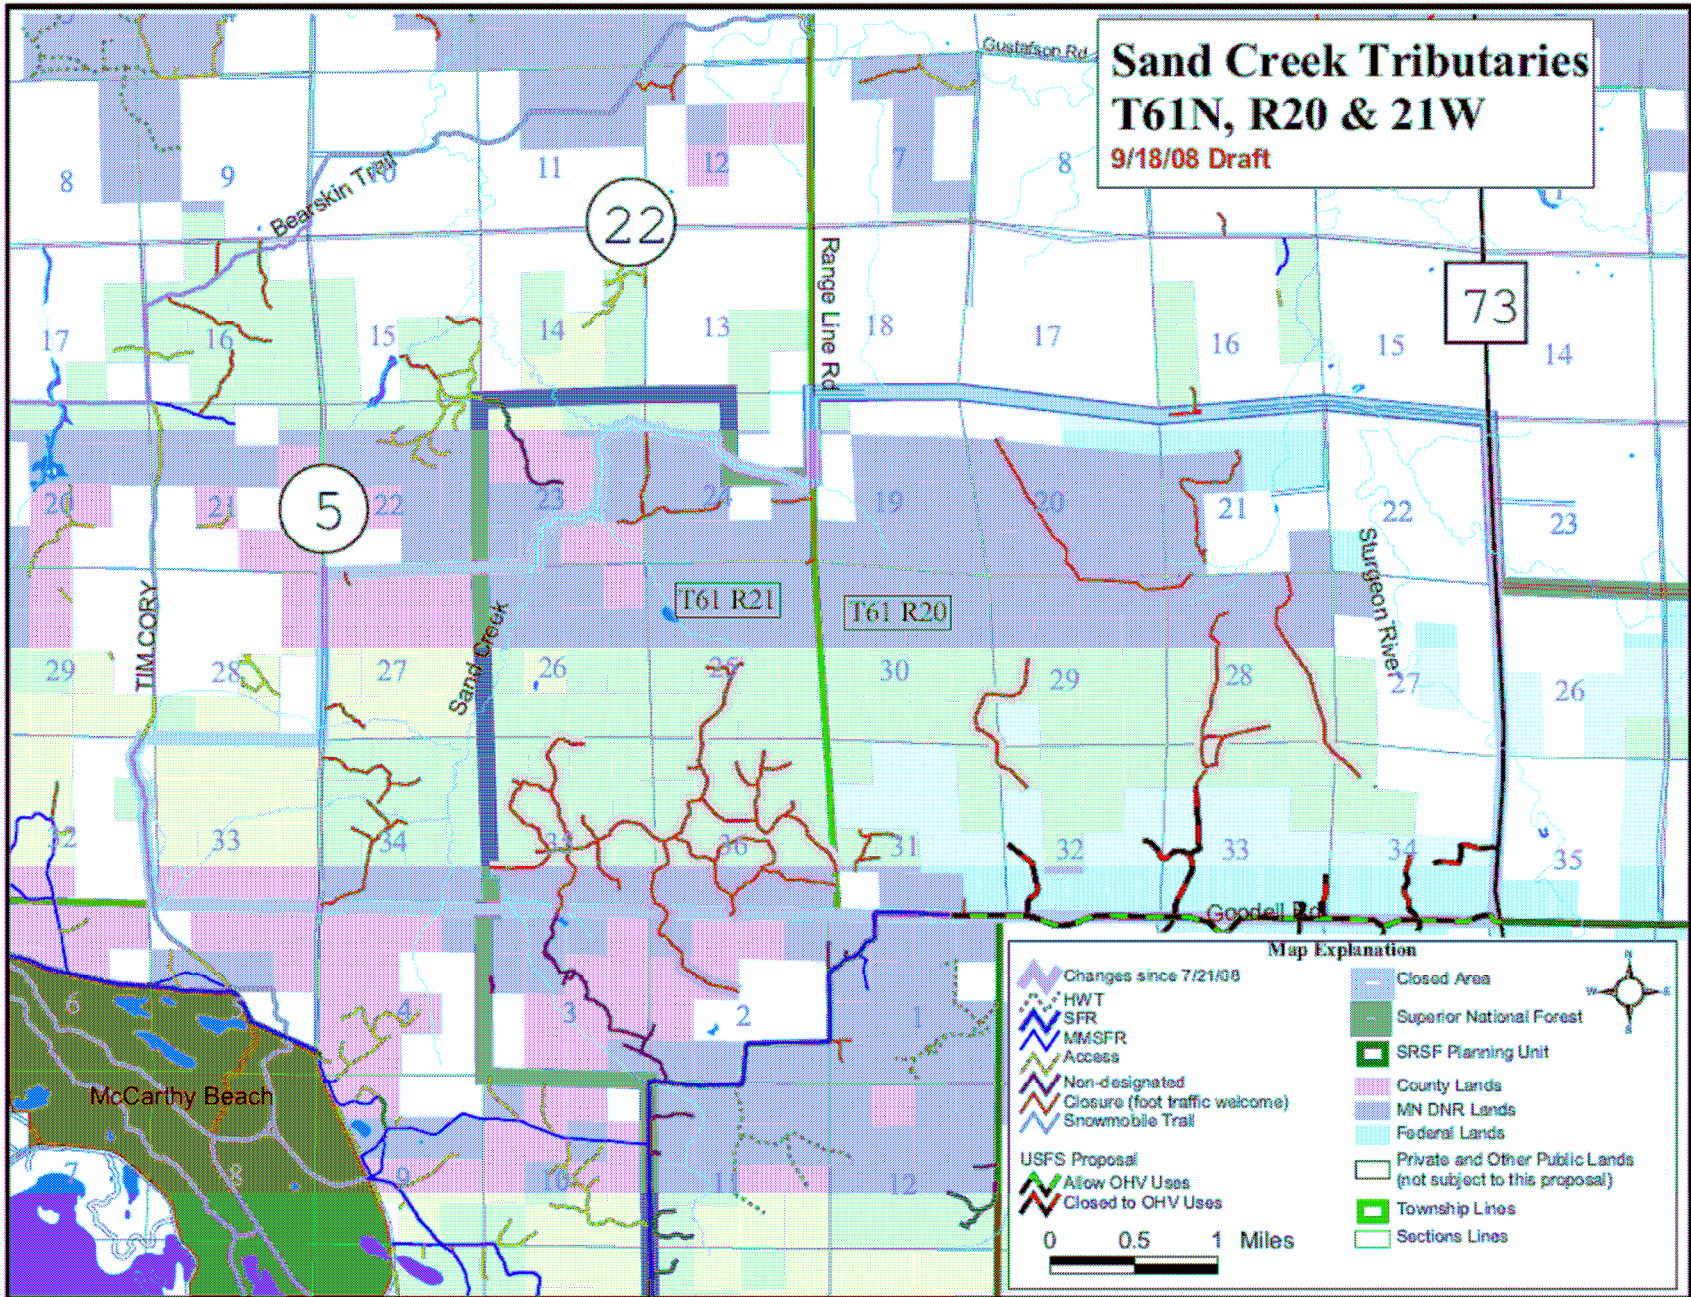 Sand Creek Tributaries
T61N, R20 & 21W
9/18/08 Draft
Gustafson Rd
Bearskin Trail
22
Range Line Rd
73
5
8
9
11
12
7
8
17
16
15
14
13
18
17
16
15
14
20
21
22
23
24
19
20
21
22
23
TIM CORY
Sand Creek
T61 R21
T61 R20
Sturgeon River
29
28
27
26
25
30
29
28
27
26
32
33
34
36
31
32
33
34
35
Goodell Rd
6
4
3
2
1
McCarthy Beach
7
8
9
10
11
12
Map Explanation
Changes since 7/21/08
HWT
SFR
MMSFR
Access
Non-designated
Closure (foot traffic welcome)
Snowmobile Trail
USFS Proposal
Allow OHV Uses
Closed to OHV Uses
0 0.5 1 Miles
Closed Area
Superior National Forest
SRSF Planning Unit
County Lands
MN DNR Lands
Federal Lands
Private and Other Public Lands
(not subject to this proposal)
Township Lines
Sections Lines
N
W E
S